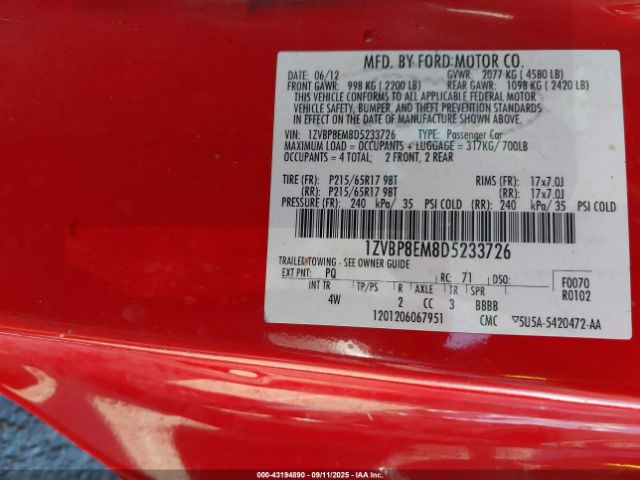 MFD. BY FORD MOTOR CO.
DATE: 06/12 GVWR: 2077 KG ( 4580 LB)
FRONT GAWR: 998 KG ( 2200 LB) REAR GAWR: 1098 KG ( 2420 LB)
THIS VEHICLE CONFORMS TO ALL APPLICABLE FEDERAL MOTOR
VEHICLE SAFETY, BUMPER, AND THEFT PREVENTION STANDARDS
IN EFFECT ON THE DATE OF MANUFACTURE SHOWN ABOVE.
VIN: 1ZVBP8EM8D5233726 TYPE: Passenger Car
MAXIMUM LOAD = OCCUPANTS + LUGGAGE = 317KG/ 700LB
OCCUPANTS = 4 TOTAL; 2 FRONT, 2 REAR
TIRE (FR): P215/65R17 98T RIMS (FR): 17x7.0J
(RR): P215/65R17 98T (RR): 17x7.0J
PRESSURE (FR): 240 kPa/ 35 PSI COLD (RR): 240 kPa/ 35 PSI COLD
1ZVBP8EM8D5233726
TRAILER TOWING - SEE OWNER GUIDE
EXT PNT: PQ RC: 71 DSO: F0070
INT TR TP/PS R AXLE TR SPR R0102
4W 2 CC 3 BBBB
1201206067951 CMC ▽5U5A-5420472-AA
000-43194890 - 09/11/2025 - IAAI.COM